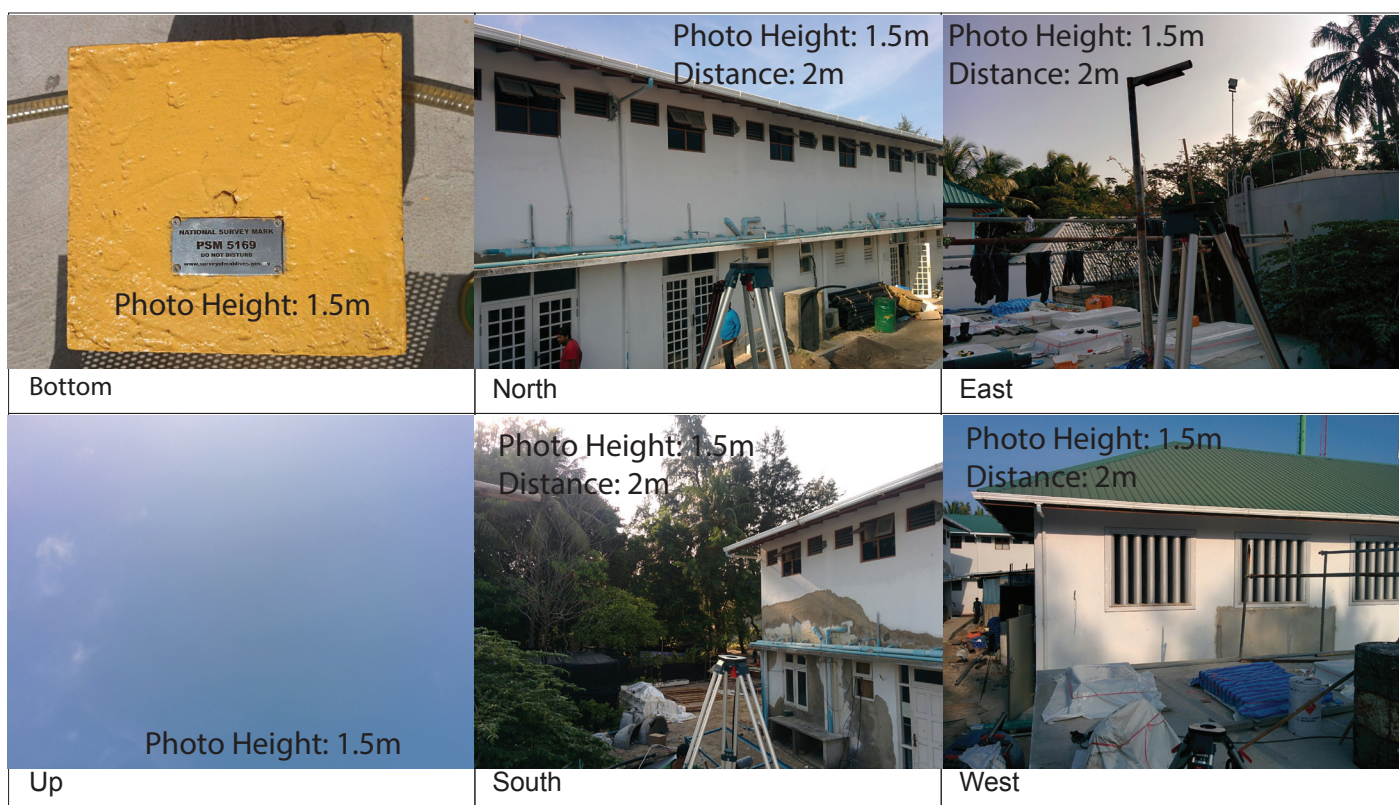 NATIONAL SURVEY MARK
PSM 5169
DO NOT DISTURB
Photo Height: 1.5m
Bottom
Photo Height: 1.5m
Distance: 2m
North
Photo Height: 1.5m
Distance: 2m
East
Photo Height: 1.5m
Up
Photo Height: 1.5m
Distance: 2m
South
Photo Height: 1.5m
Distance: 2m
West